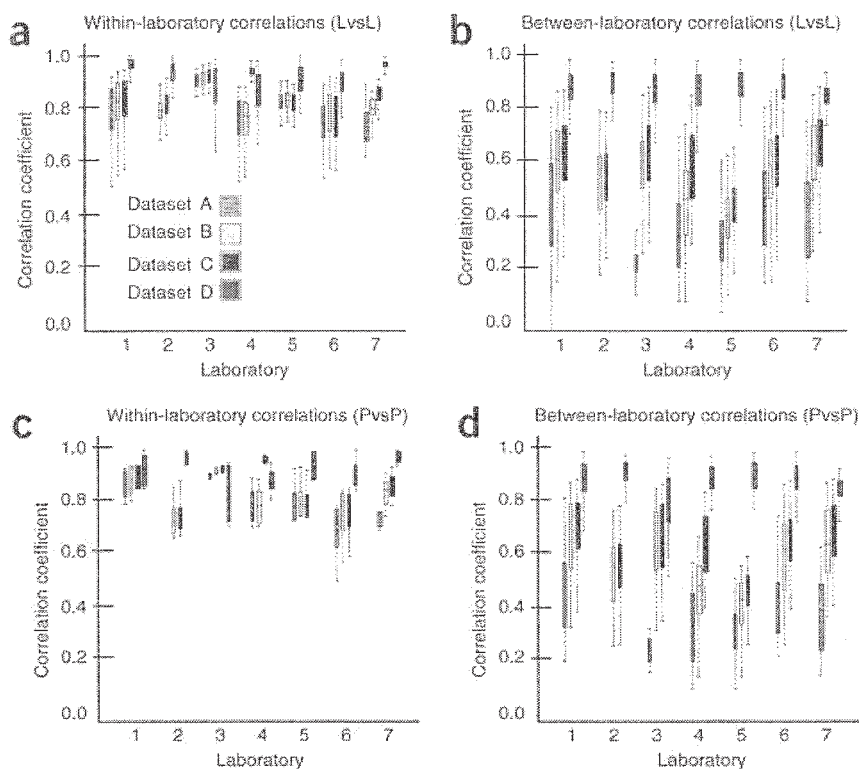 a Within-laboratory correlations (LvsL)
Correlation coefficient
1.0
0.8
0.6
0.4
0.2
0.0
Dataset A
Dataset B
Dataset C
Dataset D
1 2 3 4 5 6 7
Laboratory
b Between-laboratory correlations (LvsL)
Correlation coefficient
1.0
0.8
0.6
0.4
0.2
0.0
1 2 3 4 5 6 7
Laboratory
c Within-laboratory correlations (PvsP)
Correlation coefficient
1.0
0.8
0.6
0.4
0.2
0.0
1 2 3 4 5 6 7
Laboratory
d Between-laboratory correlations (PvsP)
Correlation coefficient
1.0
0.8
0.6
0.4
0.2
0.0
1 2 3 4 5 6 7
Laboratory